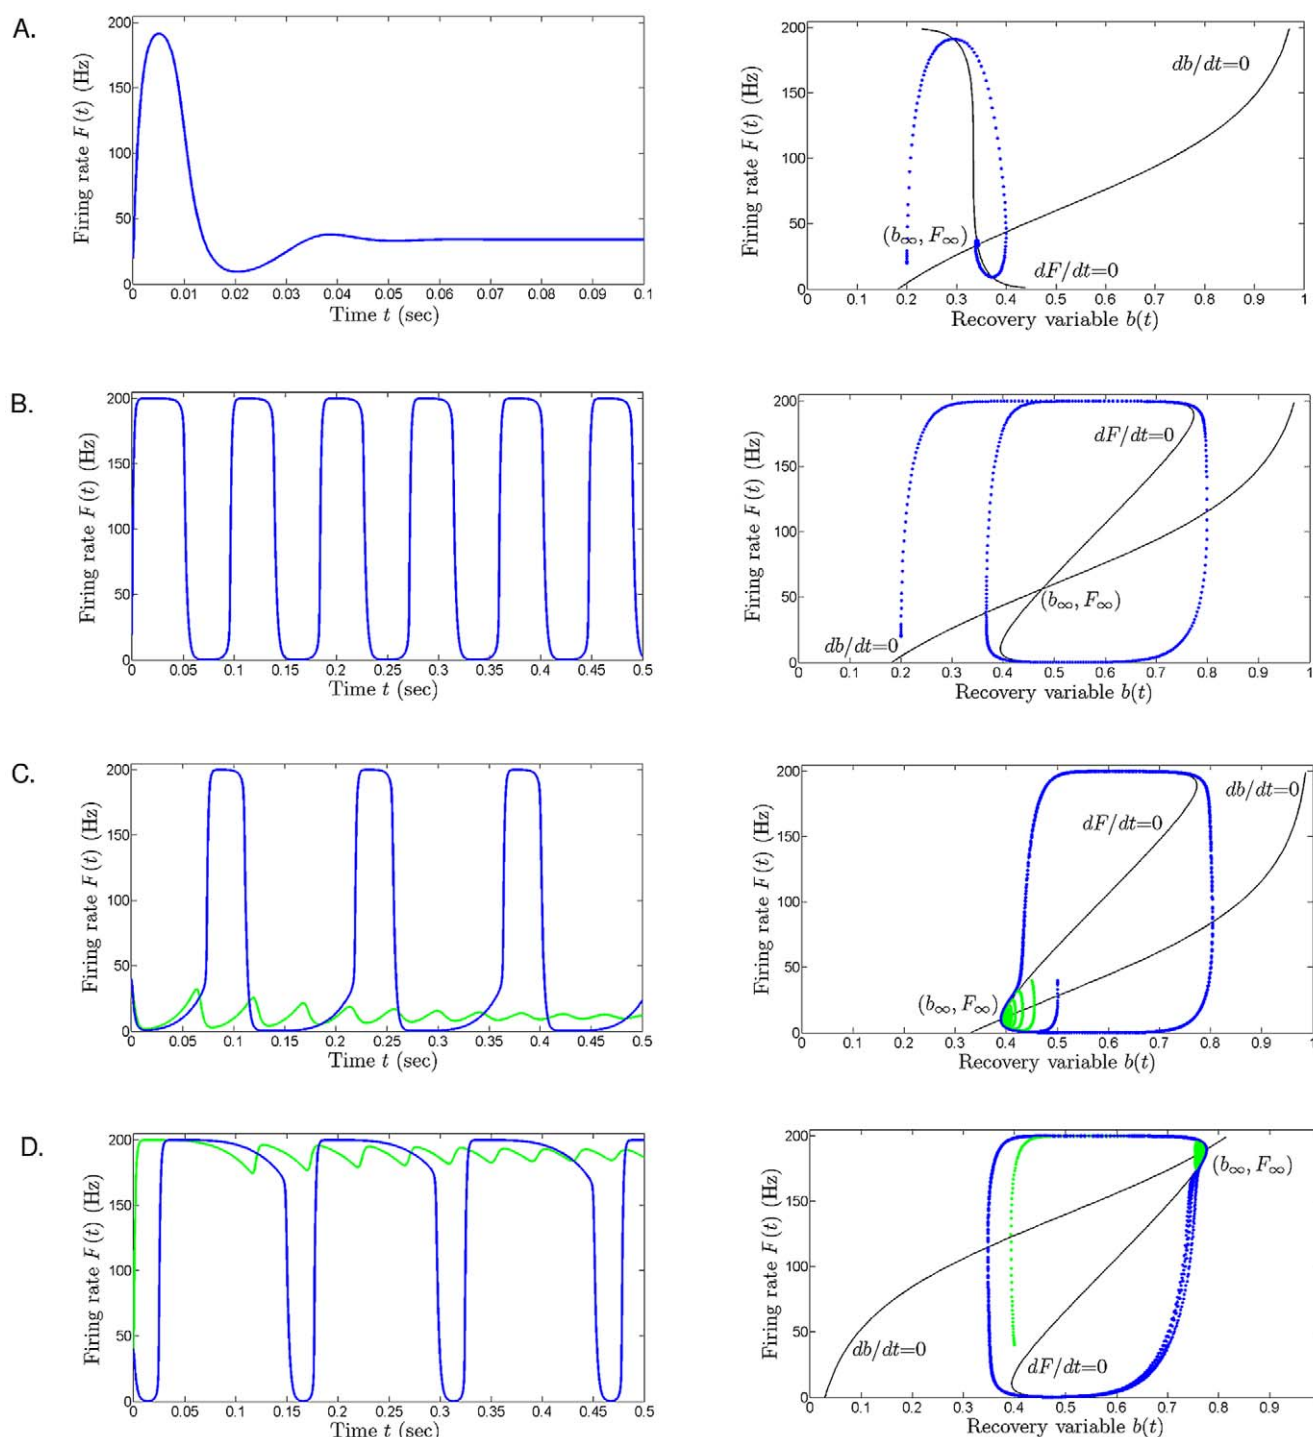 A.
Firing rate F(t) (Hz)
200
150
100
50
0
0 0.01 0.02 0.03 0.04 0.05 0.06 0.07 0.08 0.09 0.1
Time t (sec)
Firing rate F(t) (Hz)
200
150
100
50
0
db/dt=0
(b∞, F∞)
dF/dt=0
0 0.1 0.2 0.3 0.4 0.5 0.6 0.7 0.8 0.9 1
Recovery variable b(t)
B.
Firing rate F(t) (Hz)
200
150
100
50
0
0 0.05 0.1 0.15 0.2 0.25 0.3 0.35 0.4 0.45 0.5
Time t (sec)
Firing rate F(t) (Hz)
200
150
100
50
0
dF/dt=0
(b∞, F∞)
db/dt=0
0 0.1 0.2 0.3 0.4 0.5 0.6 0.7 0.8 0.9 1
Recovery variable b(t)
C.
Firing rate F(t) (Hz)
200
150
100
50
0
0 0.05 0.1 0.15 0.2 0.25 0.3 0.35 0.4 0.45 0.5
Time t (sec)
Firing rate F(t) (Hz)
200
150
100
50
0
db/dt=0
dF/dt=0
(b∞, F∞)
0 0.1 0.2 0.3 0.4 0.5 0.6 0.7 0.8 0.9 1
Recovery variable b(t)
D.
Firing rate F(t) (Hz)
200
150
100
50
0
0 0.05 0.1 0.15 0.2 0.25 0.3 0.35 0.4 0.45 0.5
Time t (sec)
Firing rate F(t) (Hz)
200
150
100
50
0
(b∞, F∞)
db/dt=0
dF/dt=0
0 0.1 0.2 0.3 0.4 0.5 0.6 0.7 0.8 0.9
Recovery variable b(t)